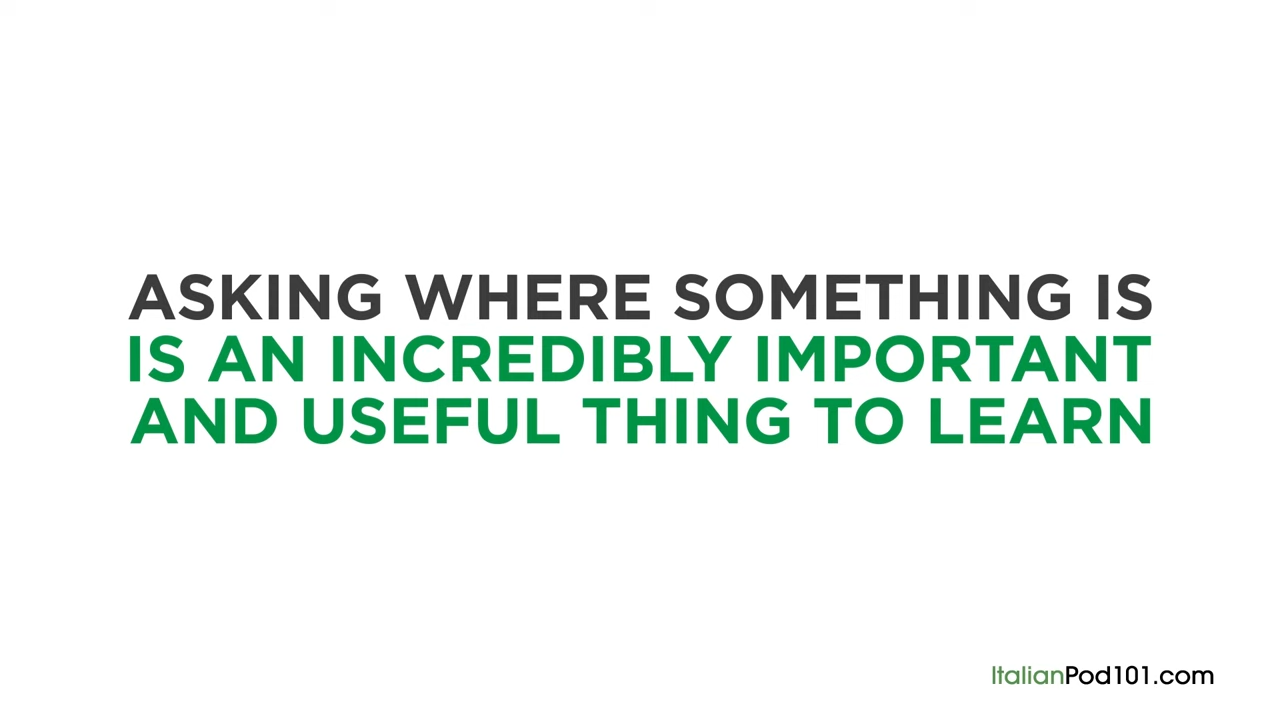 ASKING WHERE SOMETHING IS
IS AN INCREDIBLY IMPORTANT
AND USEFUL THING TO LEARN
ItalianPod101.com